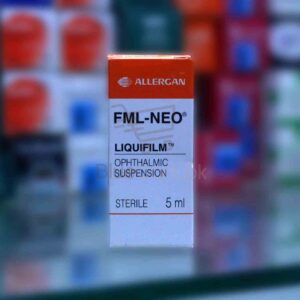 ALLERGAN
FML-NEO®
LIQUIFILM™
OPHTHALMIC
SUSPENSION
STERILE 5 ml